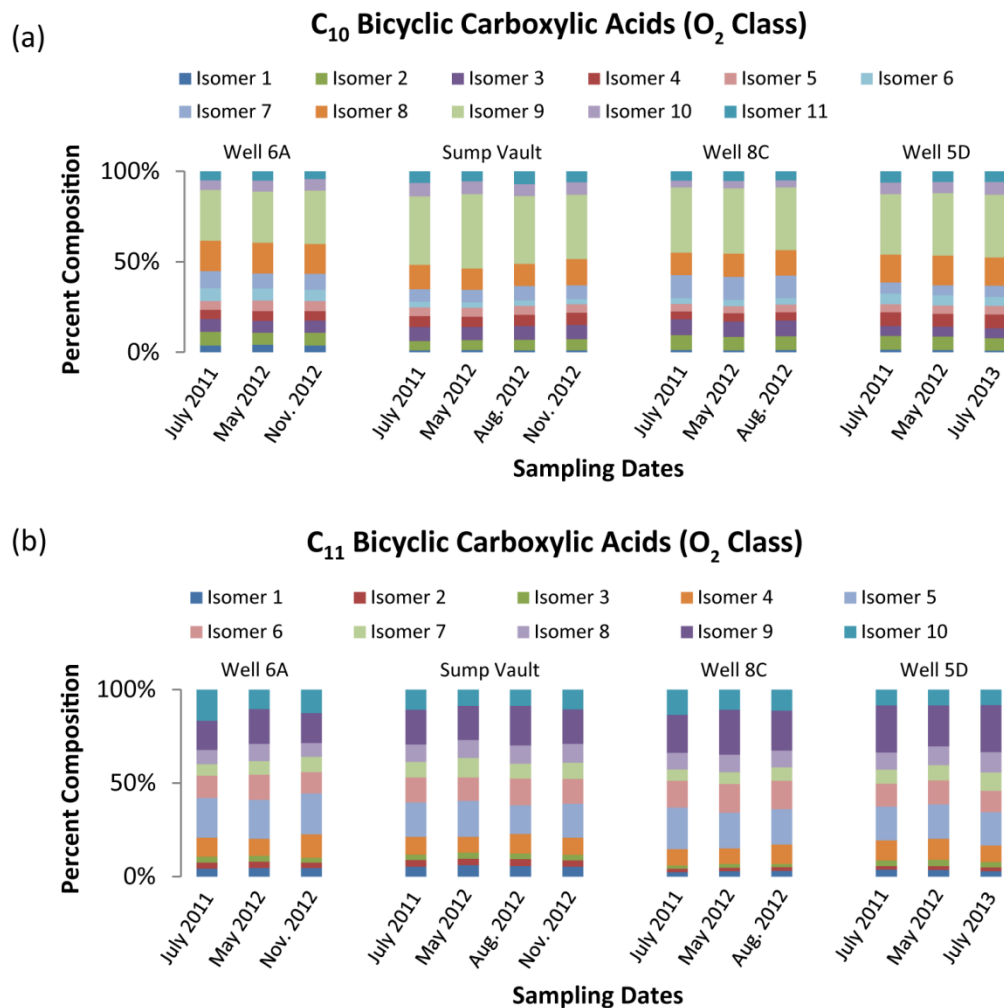 (a)
C₁₀ Bicyclic Carboxylic Acids (O₂ Class)
Isomer 1 Isomer 2 Isomer 3 Isomer 4 Isomer 5 Isomer 6
Isomer 7 Isomer 8 Isomer 9 Isomer 10 Isomer 11
Well 6A Sump Vault Well 8C Well 5D
Percent Composition
100%
50%
0%
July 2011 May 2012 Nov. 2012 July 2011 May 2012 Aug. 2012 Nov. 2012 July 2011 May 2012 Aug. 2012 July 2011 May 2012 July 2013
Sampling Dates
(b)
C₁₁ Bicyclic Carboxylic Acids (O₂ Class)
Isomer 1 Isomer 2 Isomer 3 Isomer 4 Isomer 5
Isomer 6 Isomer 7 Isomer 8 Isomer 9 Isomer 10
Well 6A Sump Vault Well 8C Well 5D
Percent Composition
100%
50%
0%
July 2011 May 2012 Nov. 2012 July 2011 May 2012 Aug. 2012 Nov. 2012 July 2011 May 2012 Aug. 2012 July 2011 May 2012 July 2013
Sampling Dates